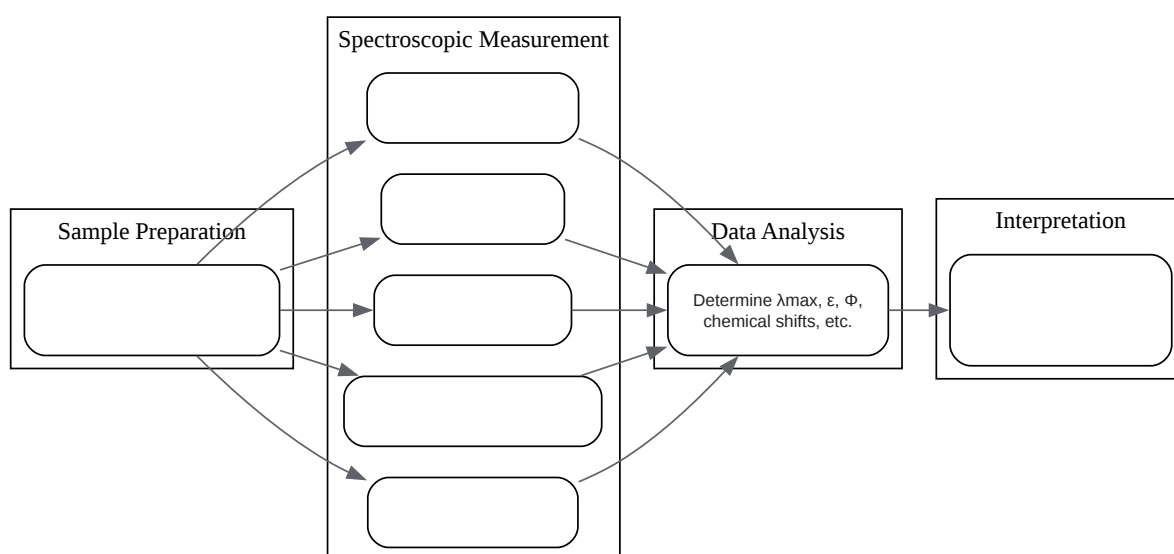 Spectroscopic Measurement
Sample Preparation
Data Analysis
Determine λmax, ε, Φ,
chemical shifts, etc.
Interpretation